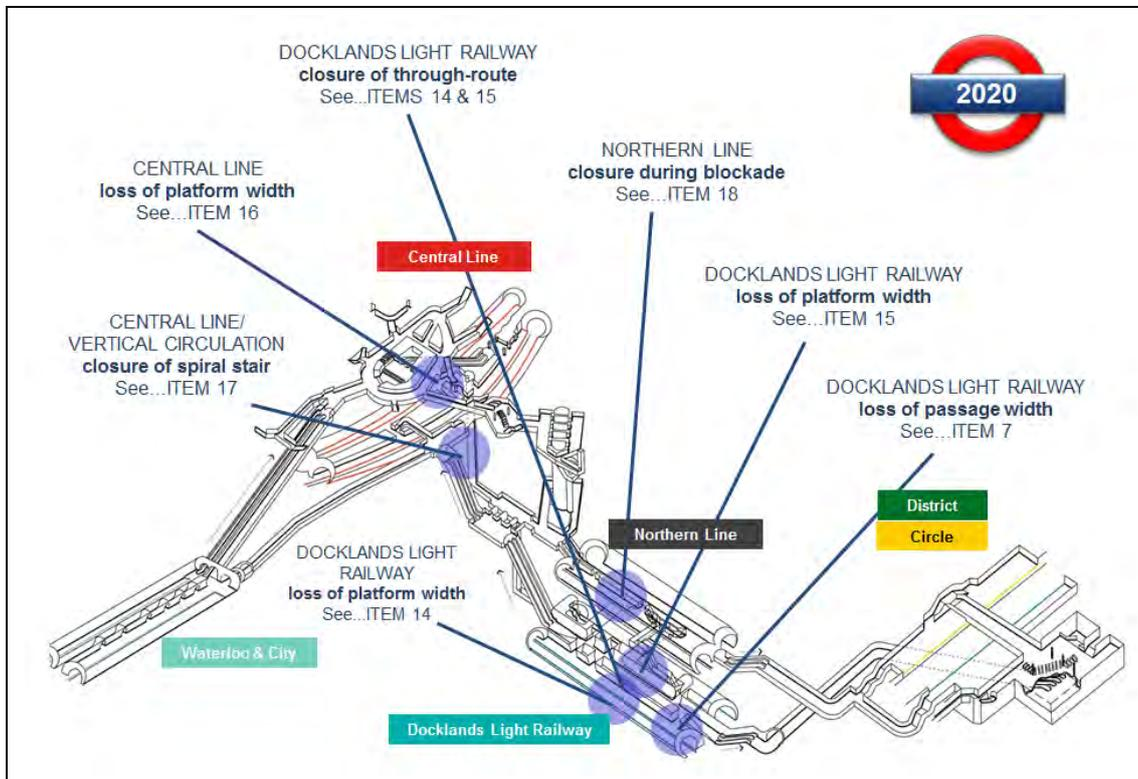 DOCKLANDS LIGHT RAILWAY
closure of through-route
See...ITEMS 14 & 15
2020
CENTRAL LINE
loss of platform width
See...ITEM 16
NORTHERN LINE
closure during blockade
See...ITEM 18
Central Line
DOCKLANDS LIGHT RAILWAY
loss of platform width
See...ITEM 15
CENTRAL LINE/
VERTICAL CIRCULATION
closure of spiral stair
See...ITEM 17
DOCKLANDS LIGHT RAILWAY
loss of passage width
See...ITEM 7
District
Circle
Northern Line
DOCKLANDS LIGHT
RAILWAY
loss of platform width
See...ITEM 14
Waterloo & City
Docklands Light Railway